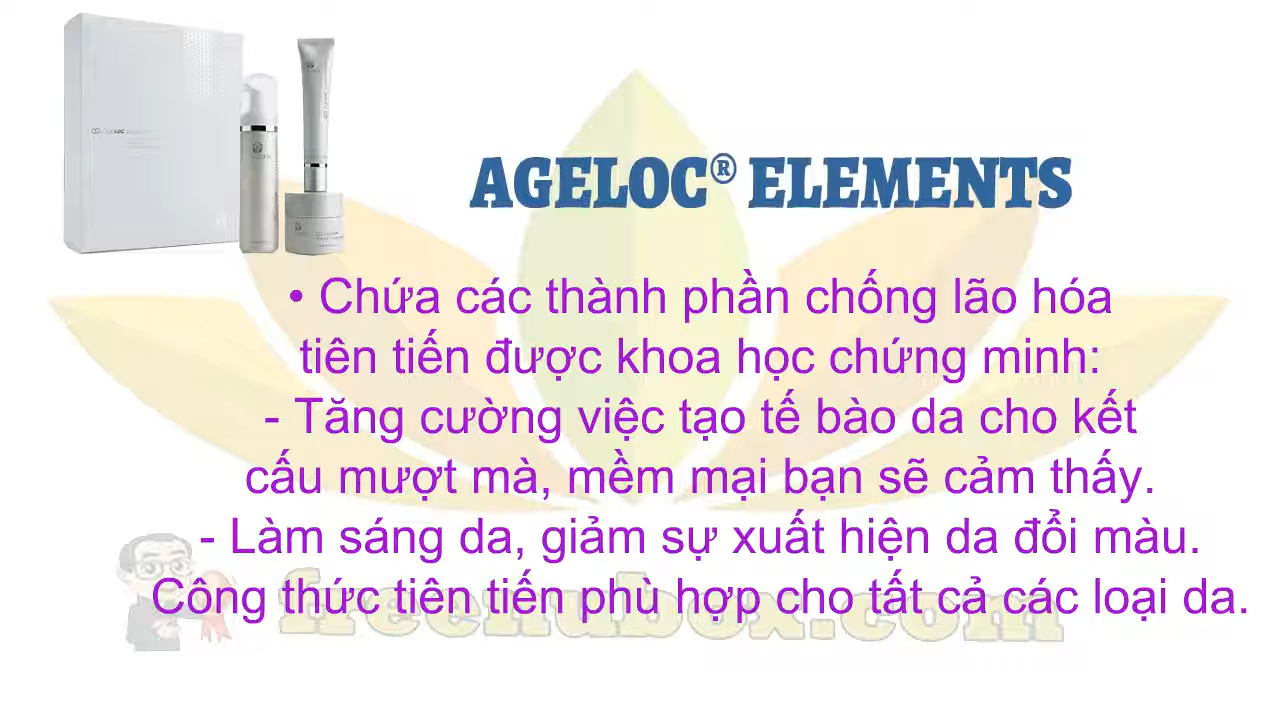 AGELOC® ELEMENTS
• Chứa các thành phần chống lão hóa
tiên tiến được khoa học chứng minh:
- Tăng cường việc tạo tế bào da cho kết
cấu mượt mà, mềm mại bạn sẽ cảm thấy.
- Làm sáng da, giảm sự xuất hiện da đổi màu.
Công thức tiên tiến phù hợp cho tất cả các loại da.